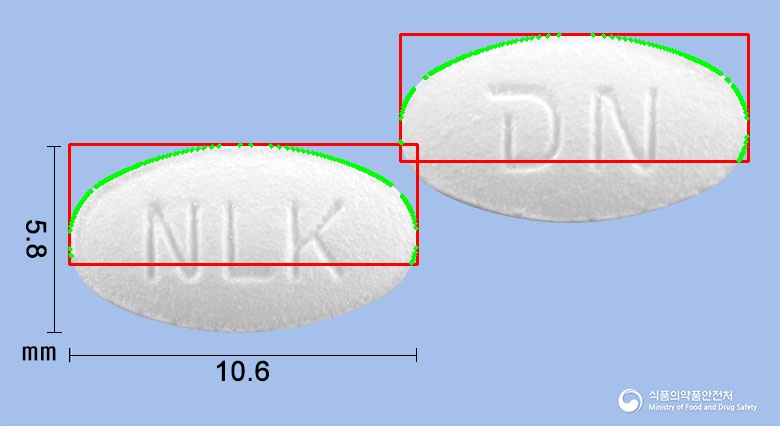 DN
NLK
5.8
mm
10.6
식품의약품안전처
Ministry of Food and Drug Safety